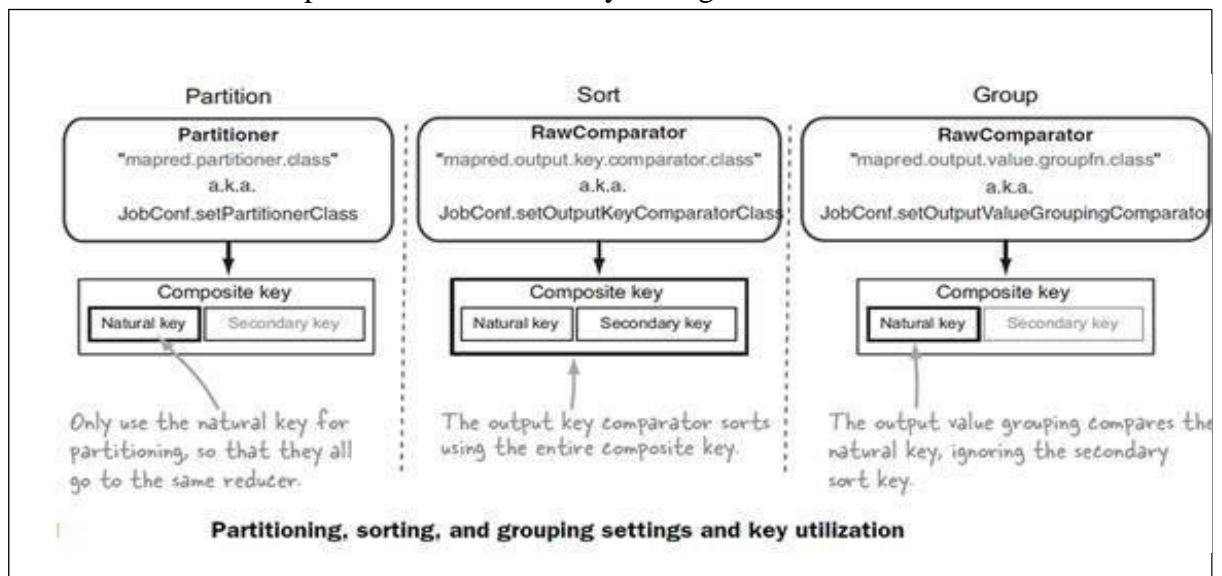 Partition
Partitioner
"mapred.partitioner.class"
a.k.a.
JobConf.setPartitionerClass
Composite key
Natural key
Secondary key
Only use the natural key for
partitioning, so that they all
go to the same reducer.
Sort
RawComparator
"mapred.output.key.comparator.class"
a.k.a.
JobConf.setOutputKeyComparatorClass
Composite key
Natural key
Secondary key
The output key comparator sorts
using the entire composite key.
Group
RawComparator
"mapred.output.value.groupfn.class"
a.k.a.
JobConf.setOutputValueGroupingComparator
Composite key
Natural key
Secondary key
The output value grouping compares the
natural key, ignoring the secondary
sort key.
Partitioning, sorting, and grouping settings and key utilization